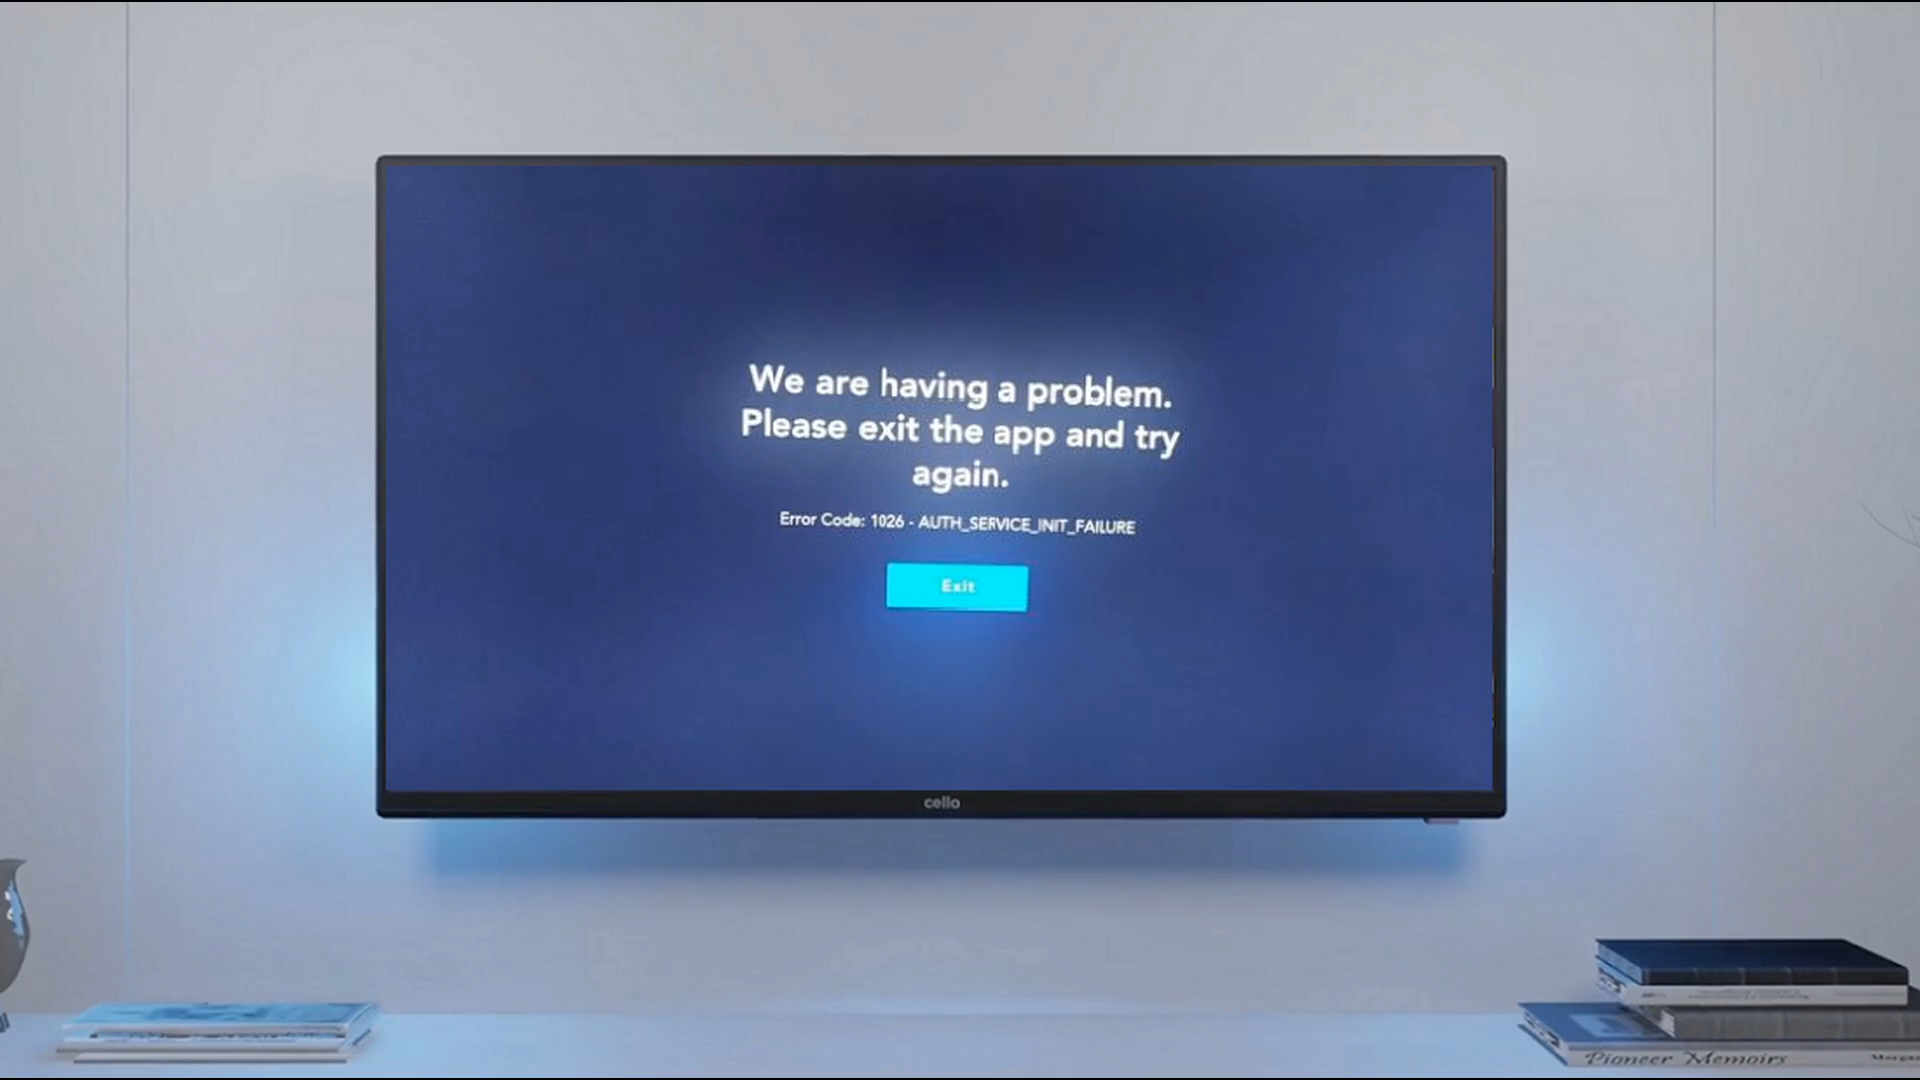 We are having a problem.
Please exit the app and try
again.
Error Code: 1026 - AUTH_SERVICE_INIT_FAILURE
Exit
cello
Pioneer Memoirs